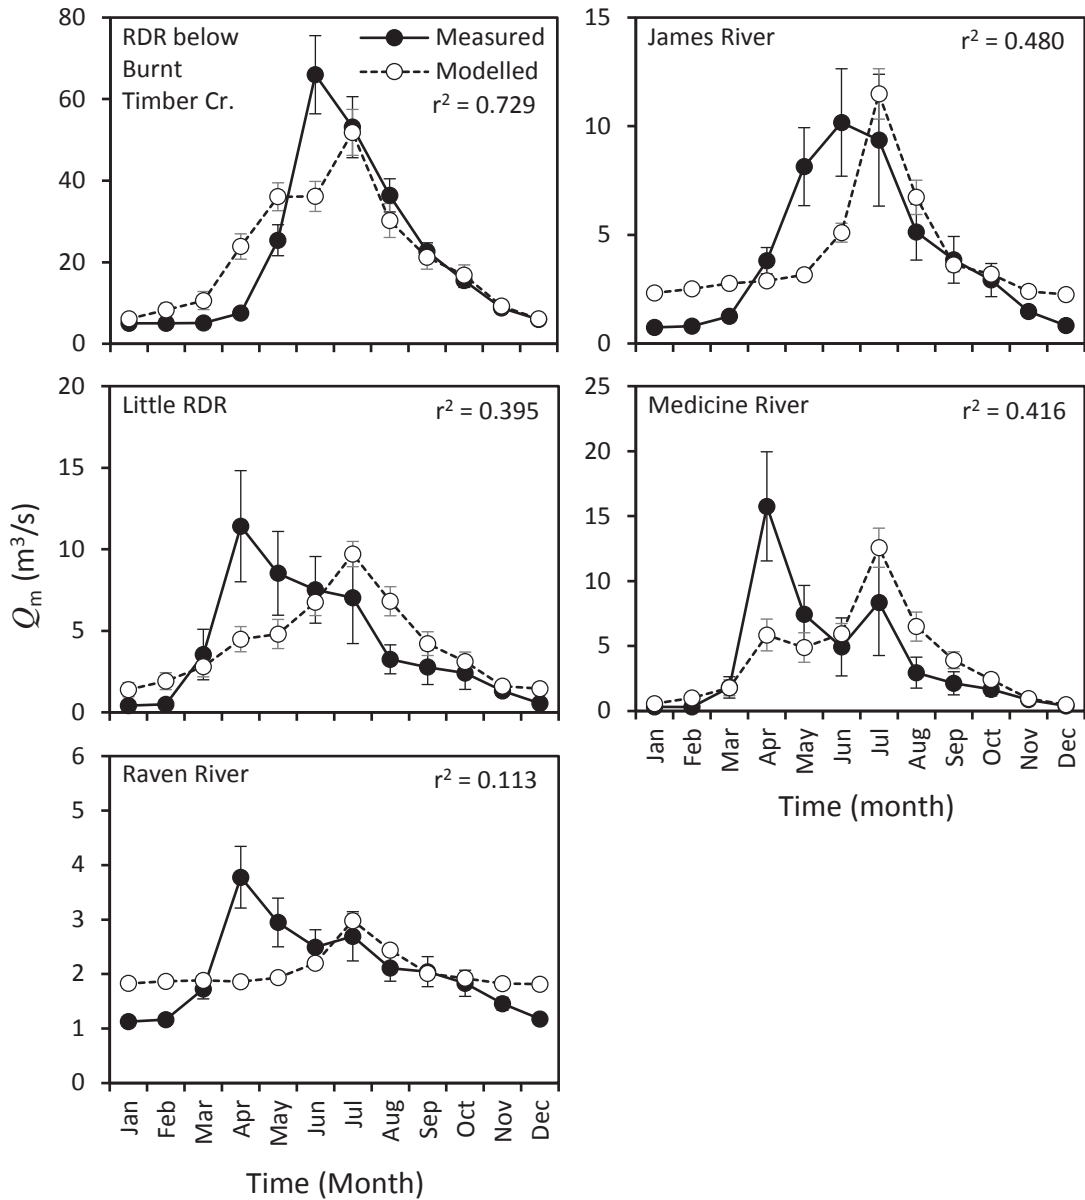 RDR below
Burnt
Timber Cr.
Measured
Modelled
r² = 0.729
80
60
40
20
0
James River
r² = 0.480
15
10
5
0
Little RDR
r² = 0.395
20
15
10
5
0
Medicine River
r² = 0.416
25
20
15
10
5
0
Jan Feb Mar Apr May Jun Jul Aug Sep Oct Nov Dec
Time (month)
Raven River
r² = 0.113
6
5
4
3
2
1
0
Jan Feb Mar Apr May Jun Jul Aug Sep Oct Nov Dec
Time (Month)
Qm (m³/s)